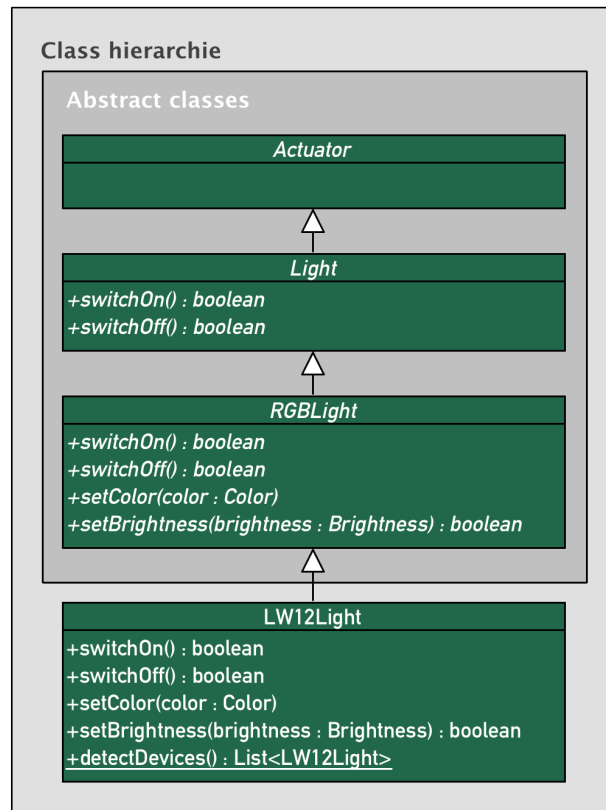 Class hierarchie
Abstract classes
Actuator
Light
+switchOn() : boolean
+switchOff() : boolean
RGBLight
+switchOn() : boolean
+switchOff() : boolean
+setColor(color : Color)
+setBrightness(brightness : Brightness) : boolean
LW12Light
+switchOn() : boolean
+switchOff() : boolean
+setColor(color : Color)
+setBrightness(brightness : Brightness) : boolean
+detectDevices() : List<LW12Light>